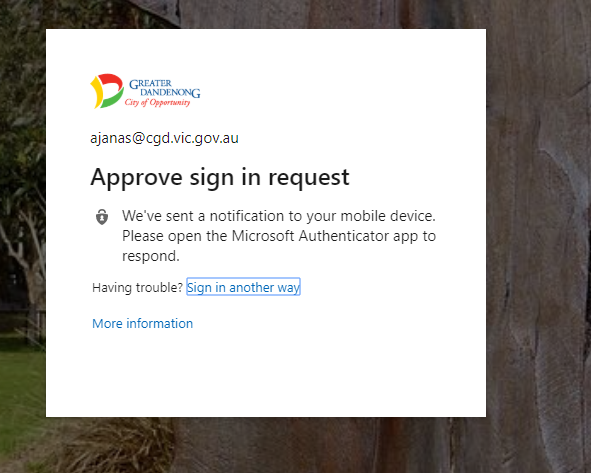 GREATER
DANDENONG
City of Opportunity
ajanas@cgd.vic.gov.au
Approve sign in request
We've sent a notification to your mobile device.
Please open the Microsoft Authenticator app to
respond.
Having trouble? Sign in another way
More information